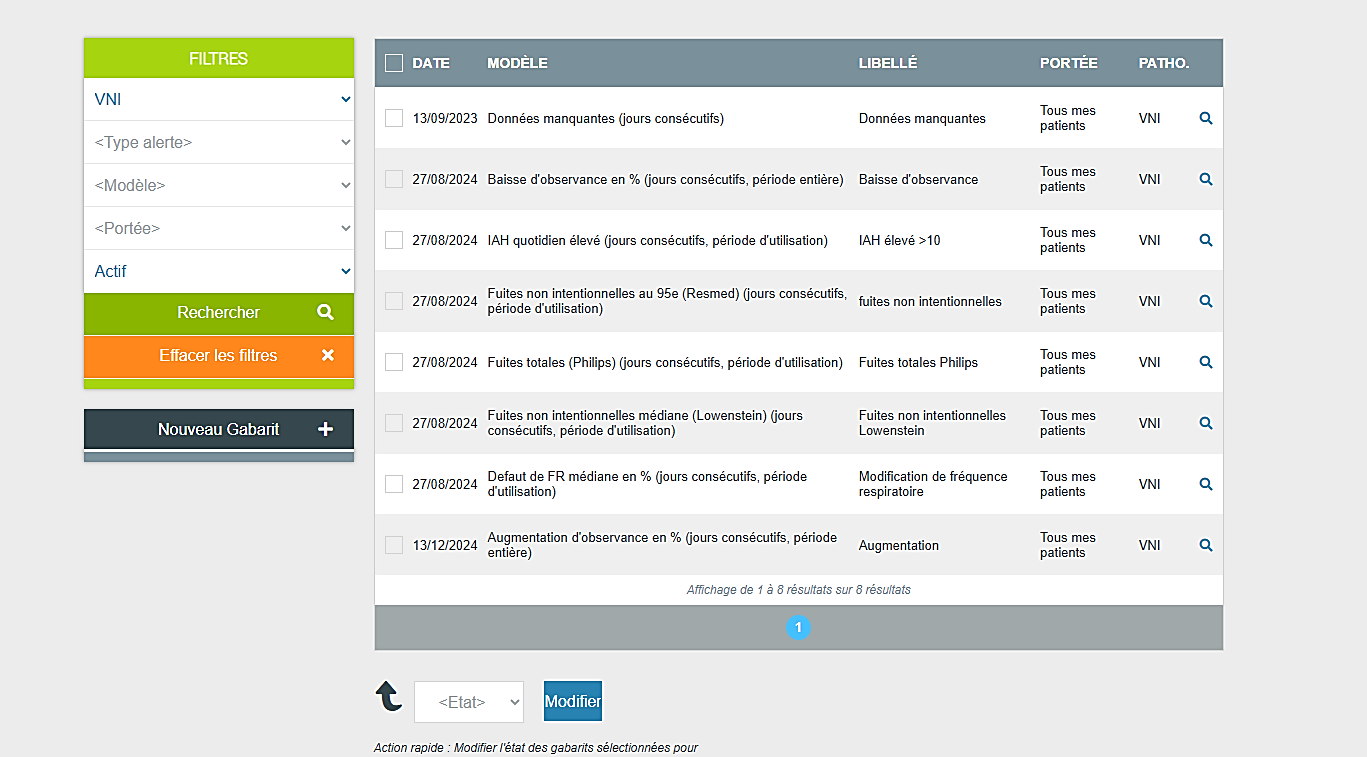 FILTRES
VNI
<Type alerte>
<Modèle>
<Portée>
Actif
Rechercher
Effacer les filtres
Nouveau Gabarit
DATE MODÈLE LIBELLÉ PORTÉE PATHO.
13/09/2023 Données manquantes (jours consécutifs) Données manquantes Tous mes
patients VNI
27/08/2024 Baisse d'observance en % (jours consécutifs, période entière) Baisse d'observance Tous mes
patients VNI
27/08/2024 IAH quotidien élevé (jours consécutifs, période d'utilisation) IAH élevé >10 Tous mes
patients VNI
27/08/2024 Fuites non intentionnelles au 95e (Resmed) (jours consécutifs,
période d'utilisation) fuites non intentionnelles Tous mes
patients VNI
27/08/2024 Fuites totales (Philips) (jours consécutifs, période d'utilisation) Fuites totales Philips Tous mes
patients VNI
27/08/2024 Fuites non intentionnelles médiane (Lowenstein) (jours
consécutifs, période d'utilisation) Fuites non intentionnelles
Lowenstein Tous mes
patients VNI
27/08/2024 Defaut de FR médiane en % (jours consécutifs, période
d'utilisation) Modification de fréquence
respiratoire Tous mes
patients VNI
13/12/2024 Augmentation d'observance en % (jours consécutifs, période
entière) Augmentation Tous mes
patients VNI
Affichage de 1 à 8 résultats sur 8 résultats
1
<Etat>
Modifier
Action rapide : Modifier l'état des gabarits sélectionnées pour